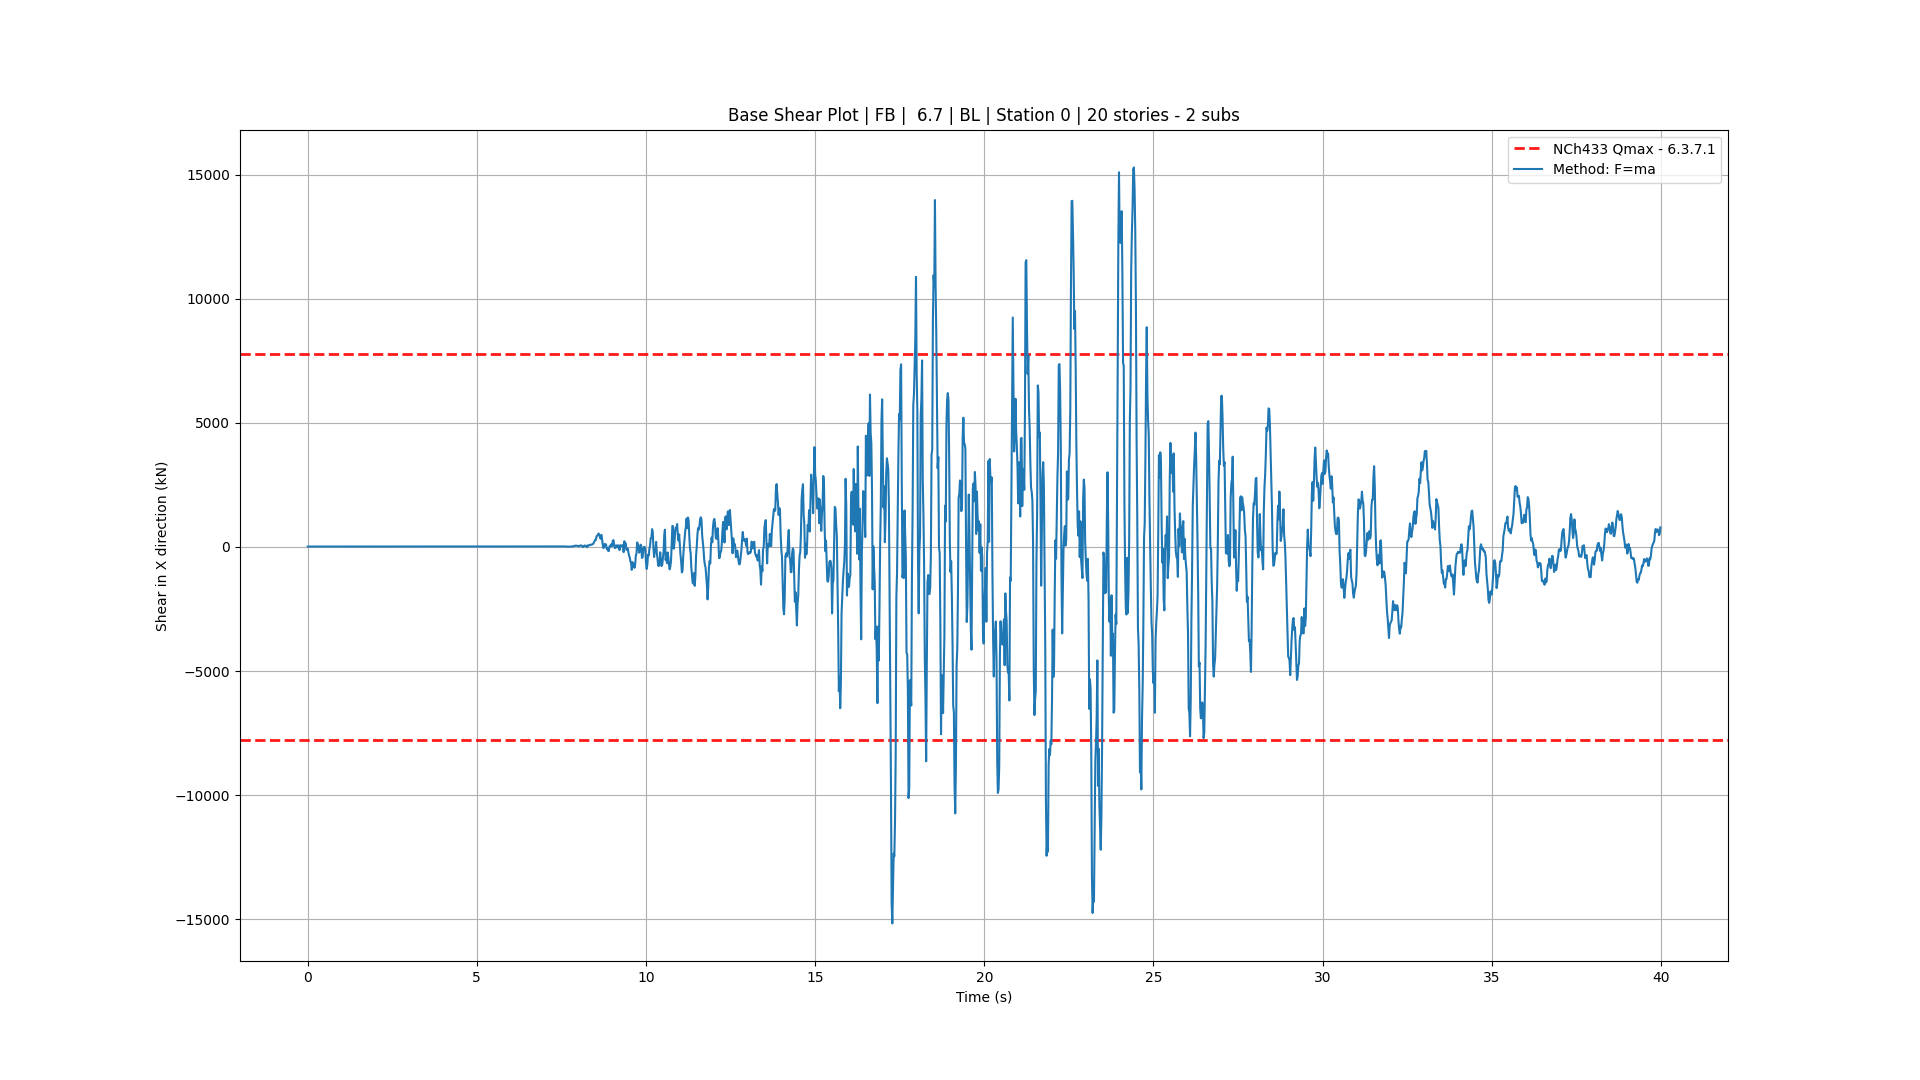 Base Shear Plot | FB |  6.7 | BL | Station 0 | 20 stories - 2 subs
NCh433 Qmax - 6.3.7.1
Method: F=ma
15000
10000
5000
0
−5000
−10000
−15000
Shear in X direction (kN)
0 5 10 15 20 25 30 35 40
Time (s)